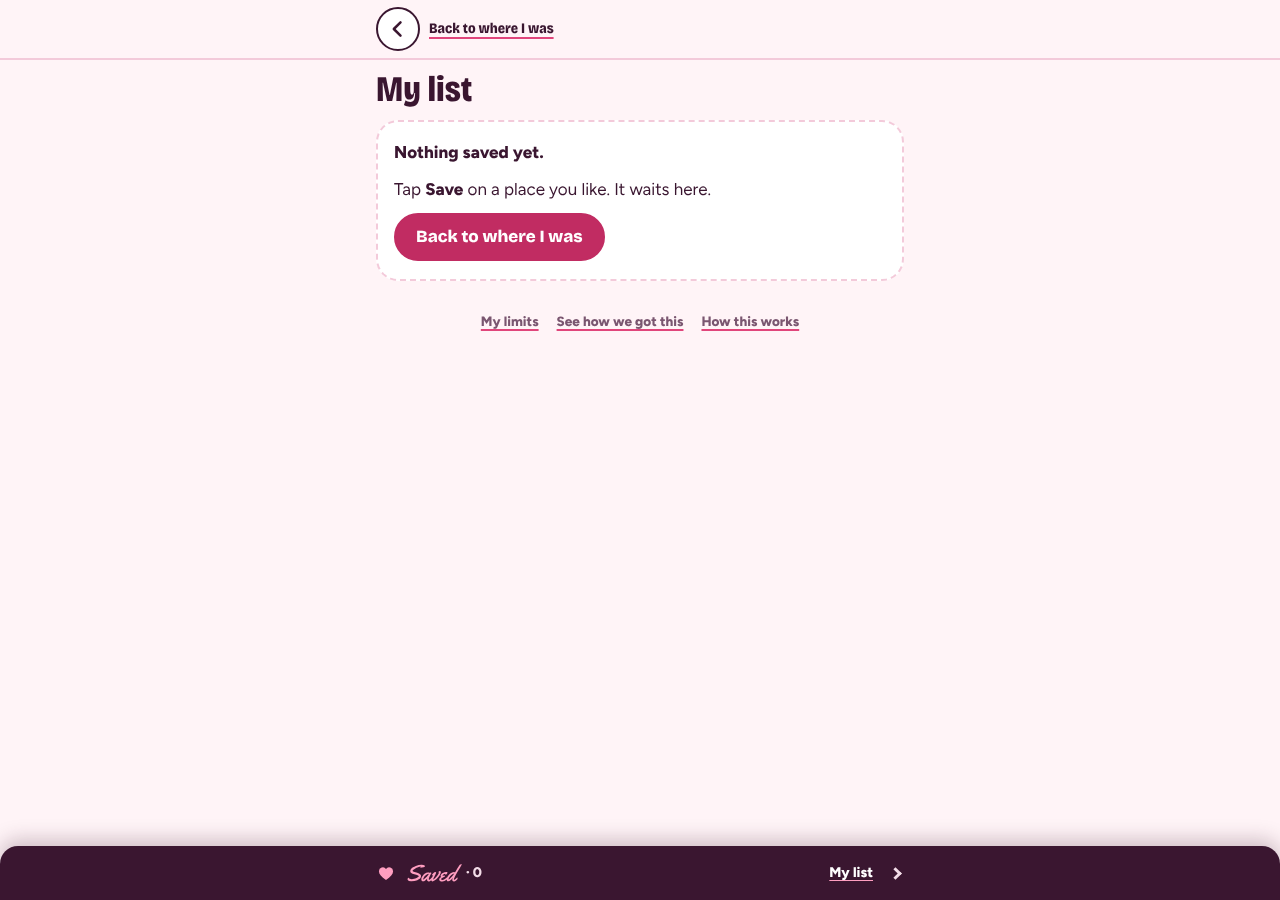 Back to where I was
My list
Nothing saved yet.
Tap Save on a place you like. It waits here.
Back to where I was
My limits See how we got this How this works
Saved · 0 My list